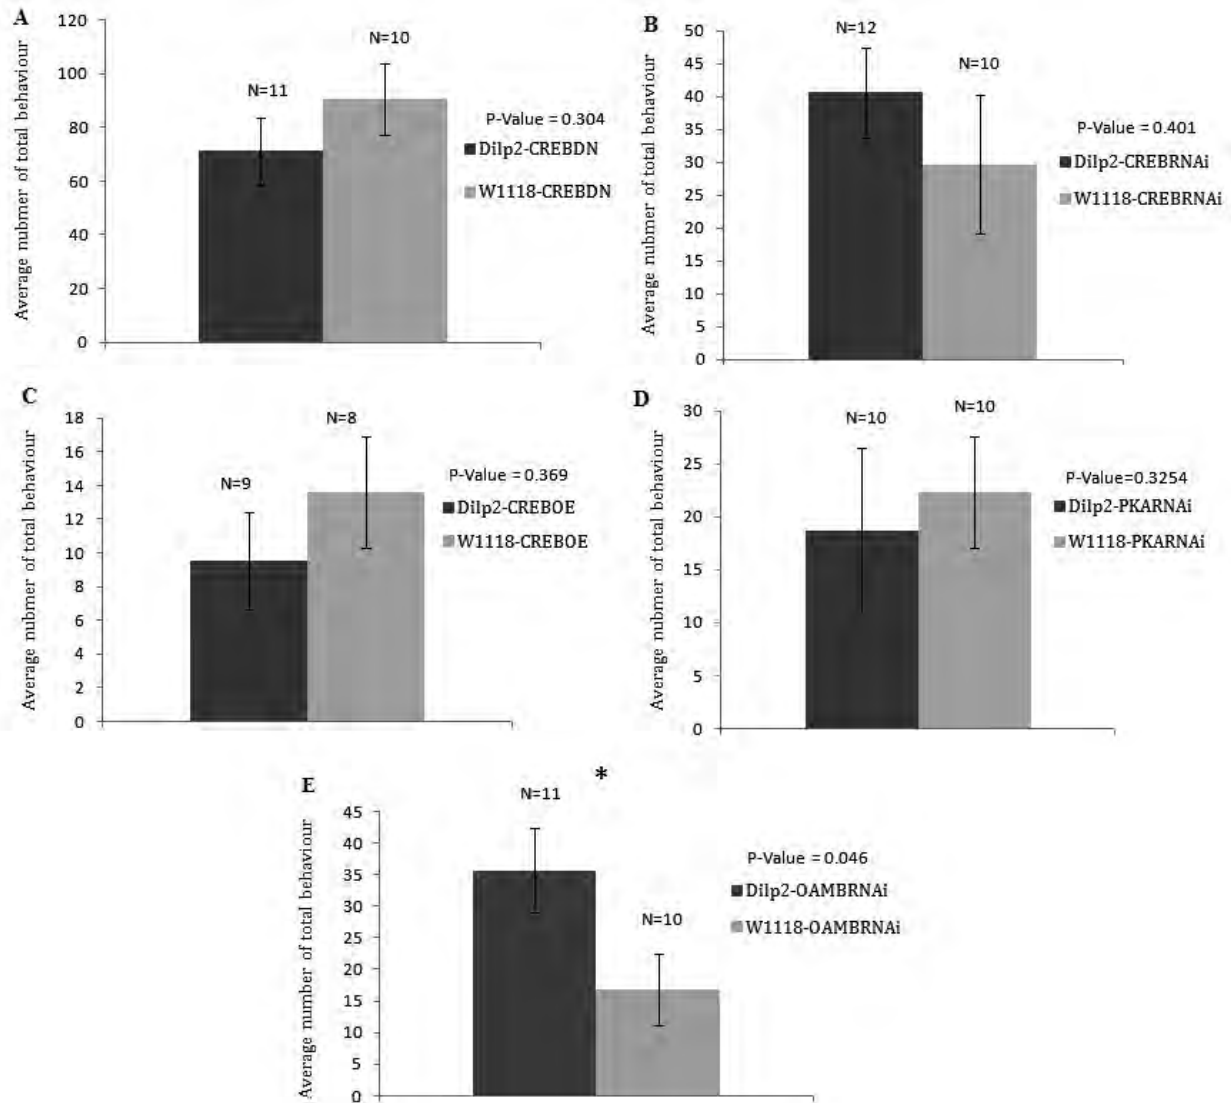 A
Average nubmer of total behaviour
120
100
80
60
40
20
0
N=11
N=10
P-Value = 0.304
Dilp2-CREBDN
W1118-CREBDN
B
Average nubmer of total behaviour
50
45
40
35
30
25
20
15
10
5
0
N=12
N=10
P-Value = 0.401
Dilp2-CREBRNAi
W1118-CREBRNAi
C
Average nubmer of total behaviour
18
16
14
12
10
8
6
4
2
0
N=9
N=8
P-Value = 0.369
Dilp2-CREBOE
W1118-CREBOE
D
Average nubmer of total behaviour
30
25
20
15
10
5
0
N=10
N=10
P-Value=0.3254
Dilp2-PKARNAi
W1118-PKARNAi
E
Average number of total behaviour
45
40
35
30
25
20
15
10
5
0
N=11
*
N=10
P-Value = 0.046
Dilp2-OAMBRNAi
W1118-OAMBRNAi